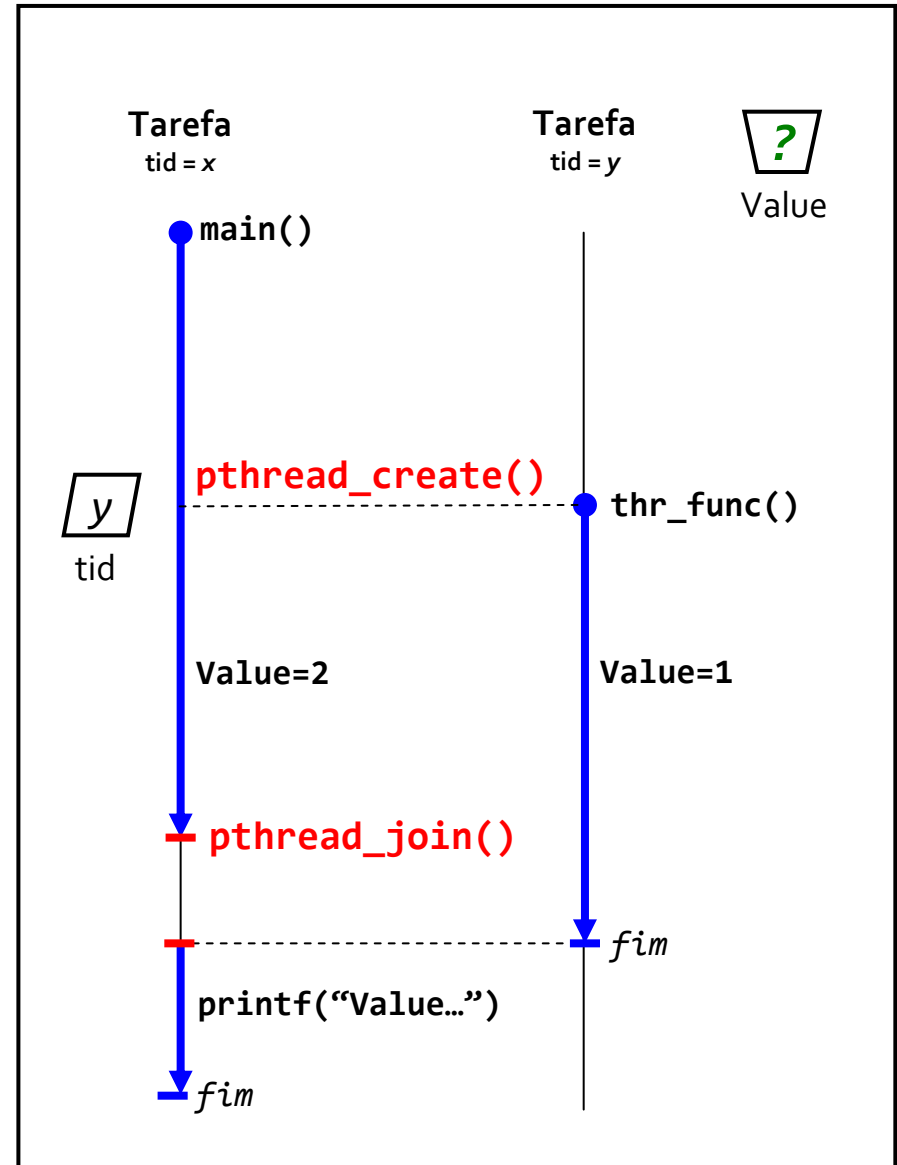 Tarefa
tid = x
Tarefa
tid = y
?
Value
main()
pthread_create()
thr_func()
y
tid
Value=2
Value=1
pthread_join()
fim
printf(“Value…”)
fim